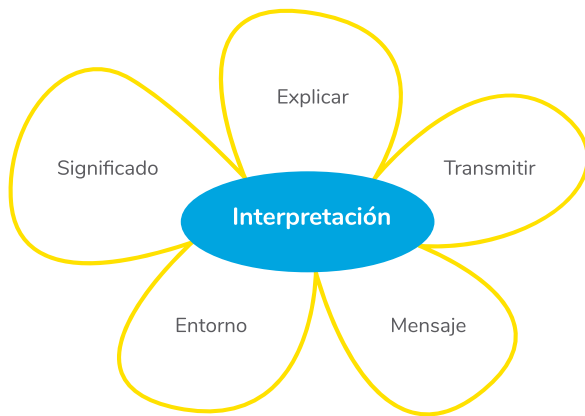 Explicar
Significado
Transmitir
Interpretación
Entorno
Mensaje